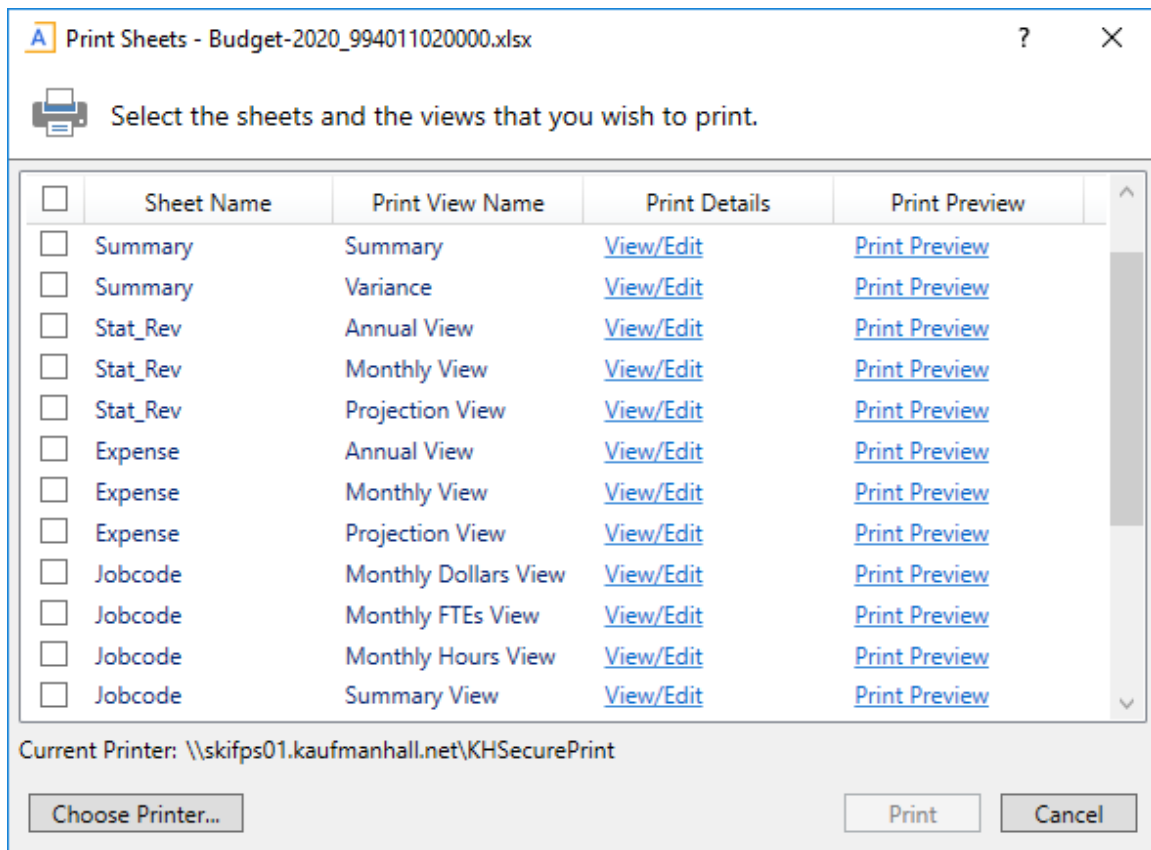 A Print Sheets - Budget-2020_994011020000.xlsx ?
Select the sheets and the views that you wish to print.
Sheet Name Print View Name Print Details Print Preview
Summary Summary View/Edit Print Preview
Summary Variance View/Edit Print Preview
Stat_Rev Annual View View/Edit Print Preview
Stat_Rev Monthly View View/Edit Print Preview
Stat_Rev Projection View View/Edit Print Preview
Expense Annual View View/Edit Print Preview
Expense Monthly View View/Edit Print Preview
Expense Projection View View/Edit Print Preview
Jobcode Monthly Dollars View View/Edit Print Preview
Jobcode Monthly FTEs View View/Edit Print Preview
Jobcode Monthly Hours View View/Edit Print Preview
Jobcode Summary View View/Edit Print Preview
Current Printer: \\skifps01.kaufmanhall.net\KHSecurePrint
Choose Printer... Print Cancel